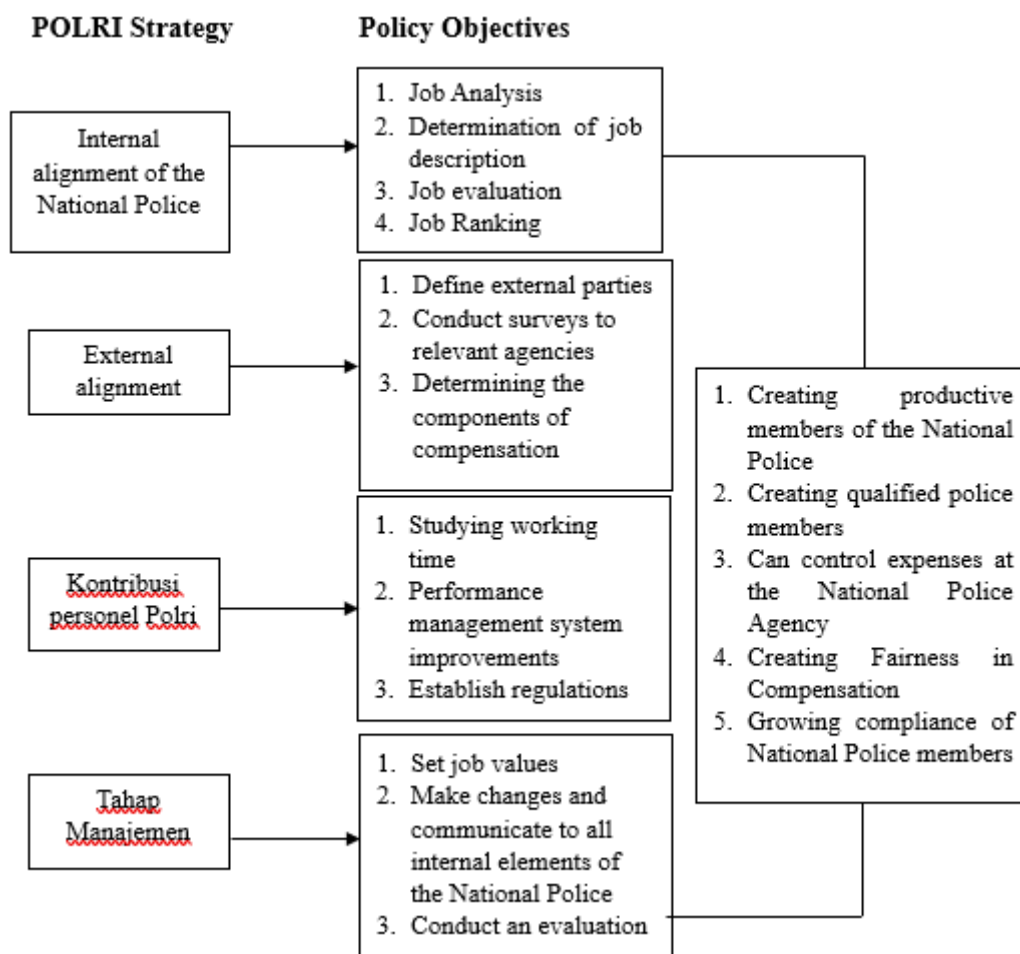 POLRI Strategy
Policy Objectives
Internal
alignment of the
National Police
1. Job Analysis
2. Determination of job
description
3. Job evaluation
4. Job Ranking
External
alignment
1. Define external parties
2. Conduct surveys to
relevant agencies
3. Determining the
components of
compensation
Kontribusi
personel Polri
1. Studying working
time
2. Performance
management system
improvements
3. Establish regulations
Tahap
Manajemen
1. Set job values
2. Make changes and
communicate to all
internal elements of
the National Police
3. Conduct an evaluation
1. Creating productive
members of the National
Police
2. Creating qualified police
members
3. Can control expenses at
the National Police
Agency
4. Creating Fairness in
Compensation
5. Growing compliance of
National Police members